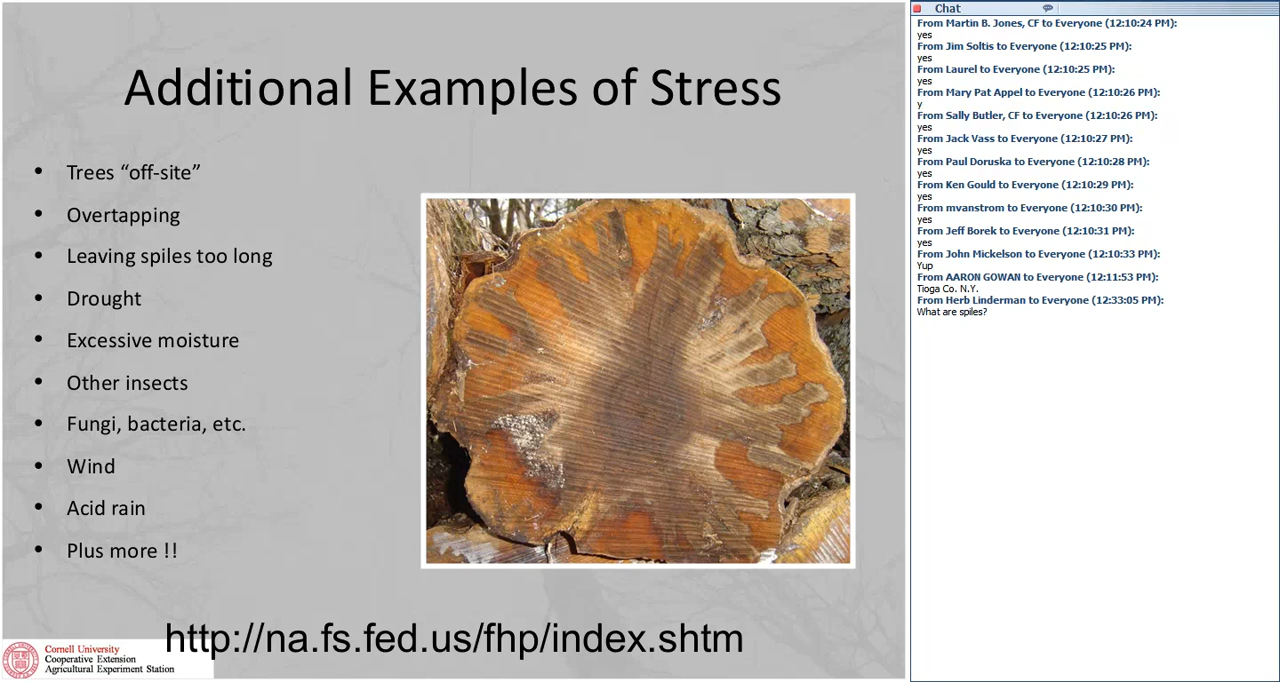 Additional Examples of Stress
• Trees “off-site”
• Overtapping
• Leaving spiles too long
• Drought
• Excessive moisture
• Other insects
• Fungi, bacteria, etc.
• Wind
• Acid rain
• Plus more !!
http://na.fs.fed.us/fhp/index.shtm
Cornell University
Cooperative Extension
Agricultural Experiment Station
Chat
From Martin B. Jones, CF to Everyone (12:10:24 PM):
yes
From Jim Soltis to Everyone (12:10:25 PM):
yes
From Laurel to Everyone (12:10:25 PM):
yes
From Mary Pat Appel to Everyone (12:10:26 PM):
y
From Sally Butler, CF to Everyone (12:10:26 PM):
yes
From Jack Vass to Everyone (12:10:27 PM):
yes
From Paul Doruska to Everyone (12:10:28 PM):
yes
From Ken Gould to Everyone (12:10:29 PM):
yes
From mvanstrom to Everyone (12:10:30 PM):
yes
From Jeff Borek to Everyone (12:10:31 PM):
yes
From John Mickelson to Everyone (12:10:33 PM):
Yup
From AARON GOWAN to Everyone (12:11:53 PM):
Tioga Co. N.Y.
From Herb Linderman to Everyone (12:33:05 PM):
What are spiles?